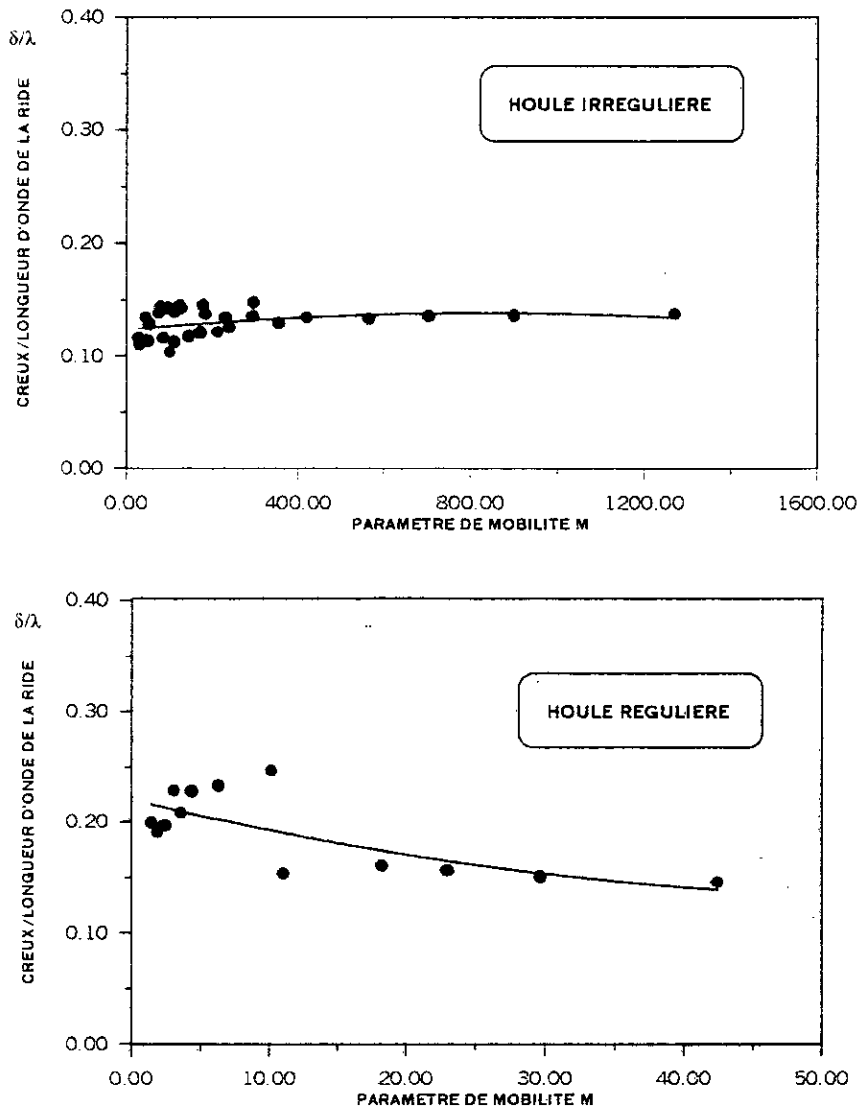 0.40
δ/λ
CREUX/LONGUEUR D'ONDE DE LA RIDE
HOULE IRREGULIERE
0.30
0.20
0.10
0.00
0.00 400.00 800.00 1200.00 1600.00
PARAMETRE DE MOBILITE M
0.40
δ/λ
CREUX/LONGUEUR D'ONDE DE LA RIDE
HOULE REGULIERE
0.30
0.20
0.10
0.00
0.00 10.00 20.00 30.00 40.00 50.00
PARAMETRE DE MOBILITE M